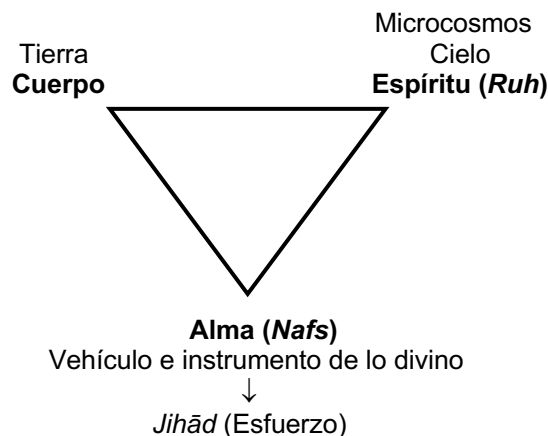 Microcosmos
Tierra
Cielo
Cuerpo
Espíritu (Ruh)
Alma (Nafs)
Vehículo e instrumento de lo divino
↓
Jihād (Esfuerzo)